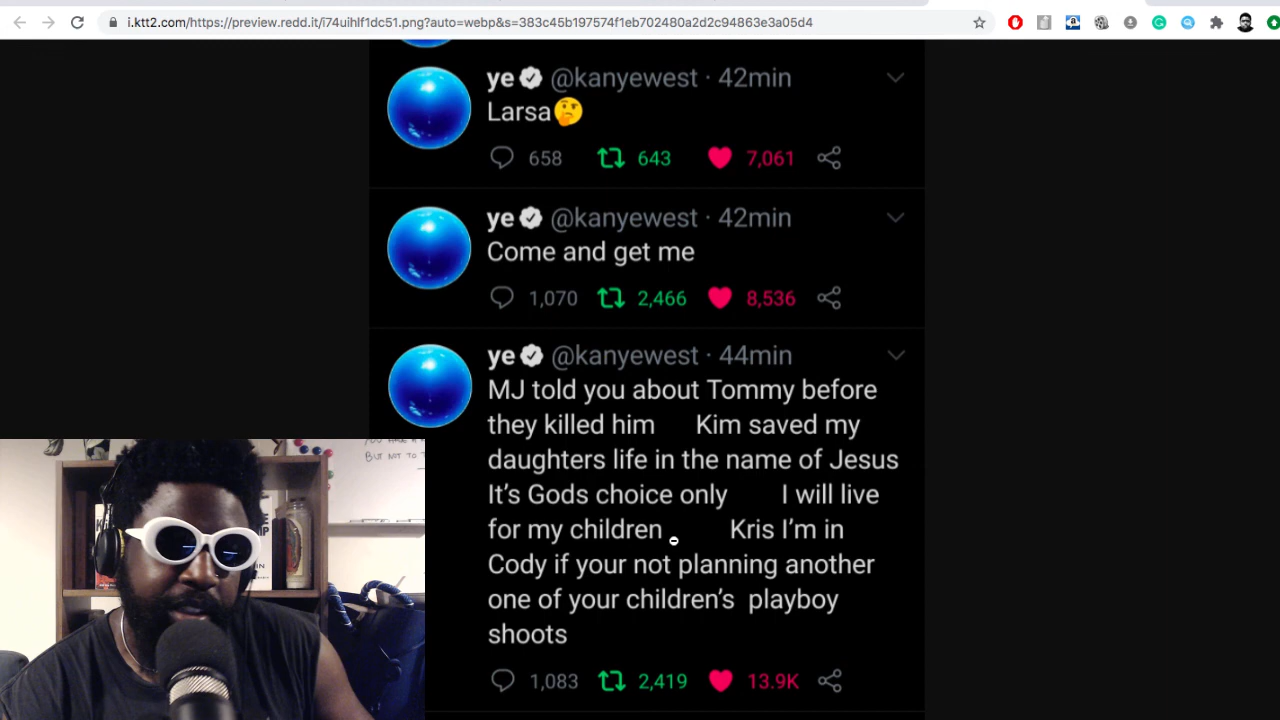 i.ktt2.com/https://preview.redd.it/i74uihlf1dc51.png?auto=webp&s=383c45b197574f1eb702480a2d2c94863e3a05d4
ye @kanyewest · 42min
Larsa🤔
658 643 7,061
ye @kanyewest · 42min
Come and get me
1,070 2,466 8,536
ye @kanyewest · 44min
MJ told you about Tommy before
they killed him Kim saved my
daughters life in the name of Jesus
It's Gods choice only I will live
for my children Kris I'm in
Cody if your not planning another
one of your children's playboy
shoots
1,083 2,419 13.9K
BUT NOT TO